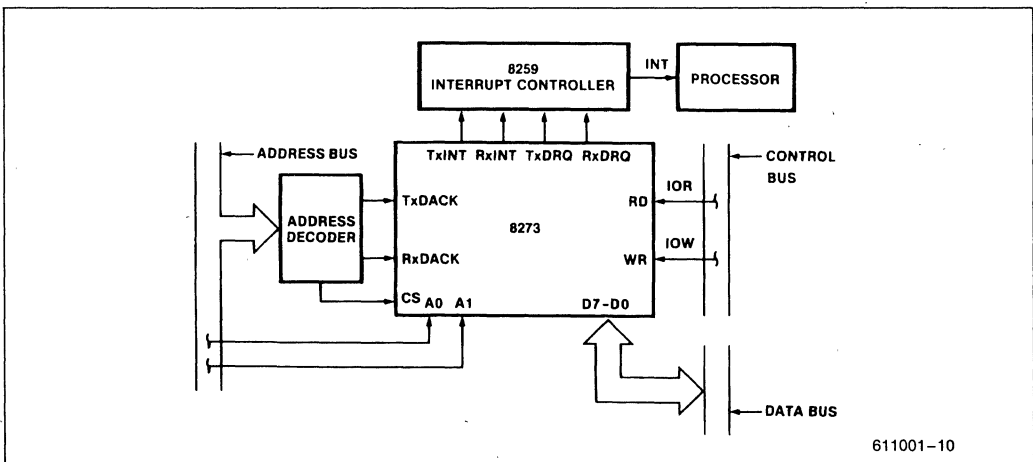 8259
INTERRUPT CONTROLLER
INT
PROCESSOR
TxINT RxINT TxDRQ RxDRQ
ADDRESS BUS
CONTROL
BUS
ADDRESS
DECODER
TxDACK
IOR
RD
8273
RxDACK
IOW
WR
CS A0 A1
D7-D0
DATA BUS
611001-10